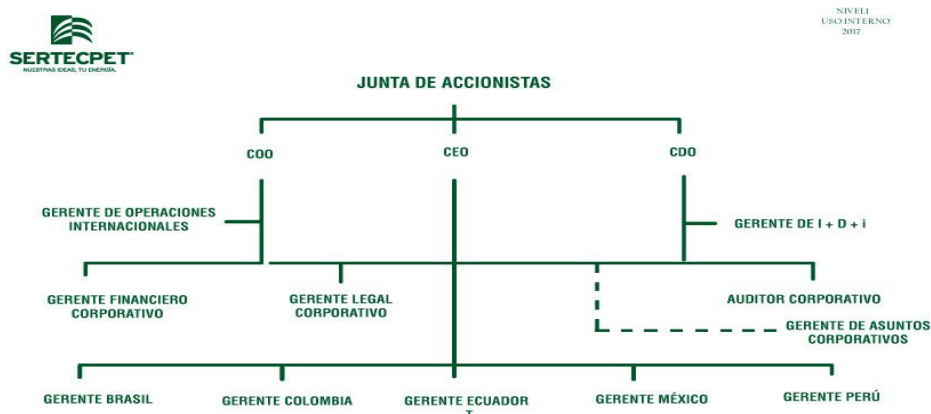 NIVEL1
USO INTERNO
2017
SERTECPET®
NUESTRAS IDEAS, TU ENERGÍA.
JUNTA DE ACCIONISTAS
COO
CEO
CDO
GERENTE DE OPERACIONES
INTERNACIONALES
GERENTE DE I + D + i
GERENTE FINANCIERO
CORPORATIVO
GERENTE LEGAL
CORPORATIVO
AUDITOR CORPORATIVO
GERENTE DE ASUNTOS
CORPORATIVOS
GERENTE BRASIL
GERENTE COLOMBIA
GERENTE ECUADOR
GERENTE MÉXICO
GERENTE PERÚ